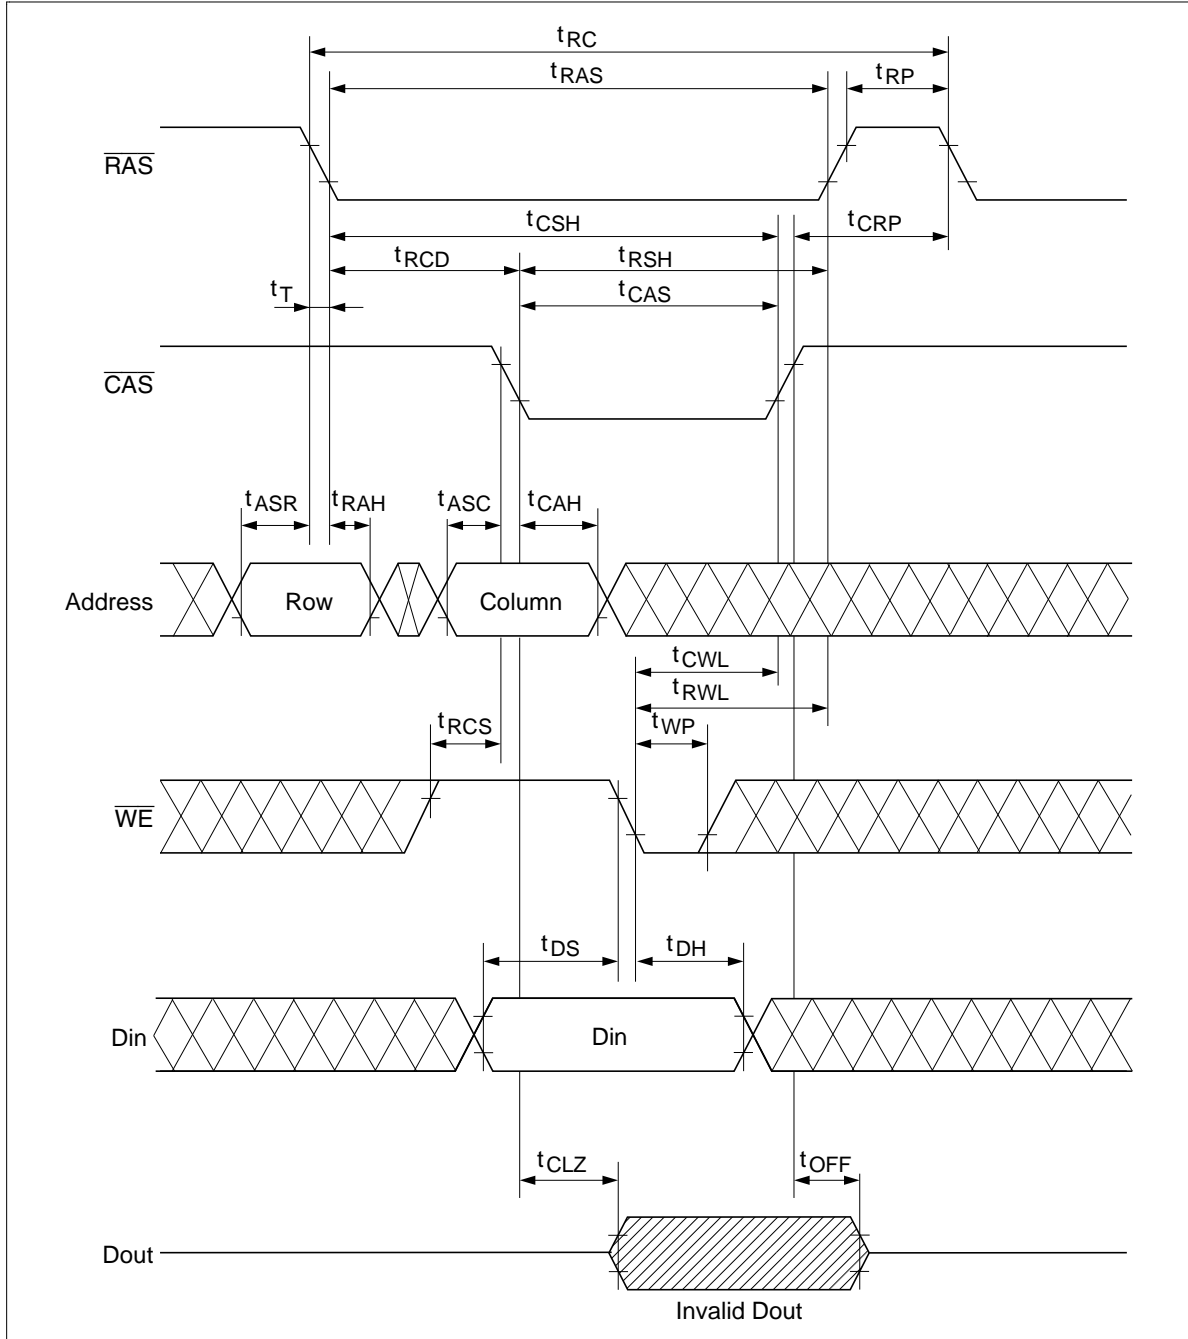 tRC
tRAS
tRP
RAS
tCSH
tCRP
tRCD
tRSH
tT
tCAS
CAS
tASR
tRAH
tASC
tCAH
Address
Row
Column
tCWL
tRWL
tRCS
tWP
WE
tDS
tDH
Din
Din
tCLZ
tOFF
Dout
Invalid Dout